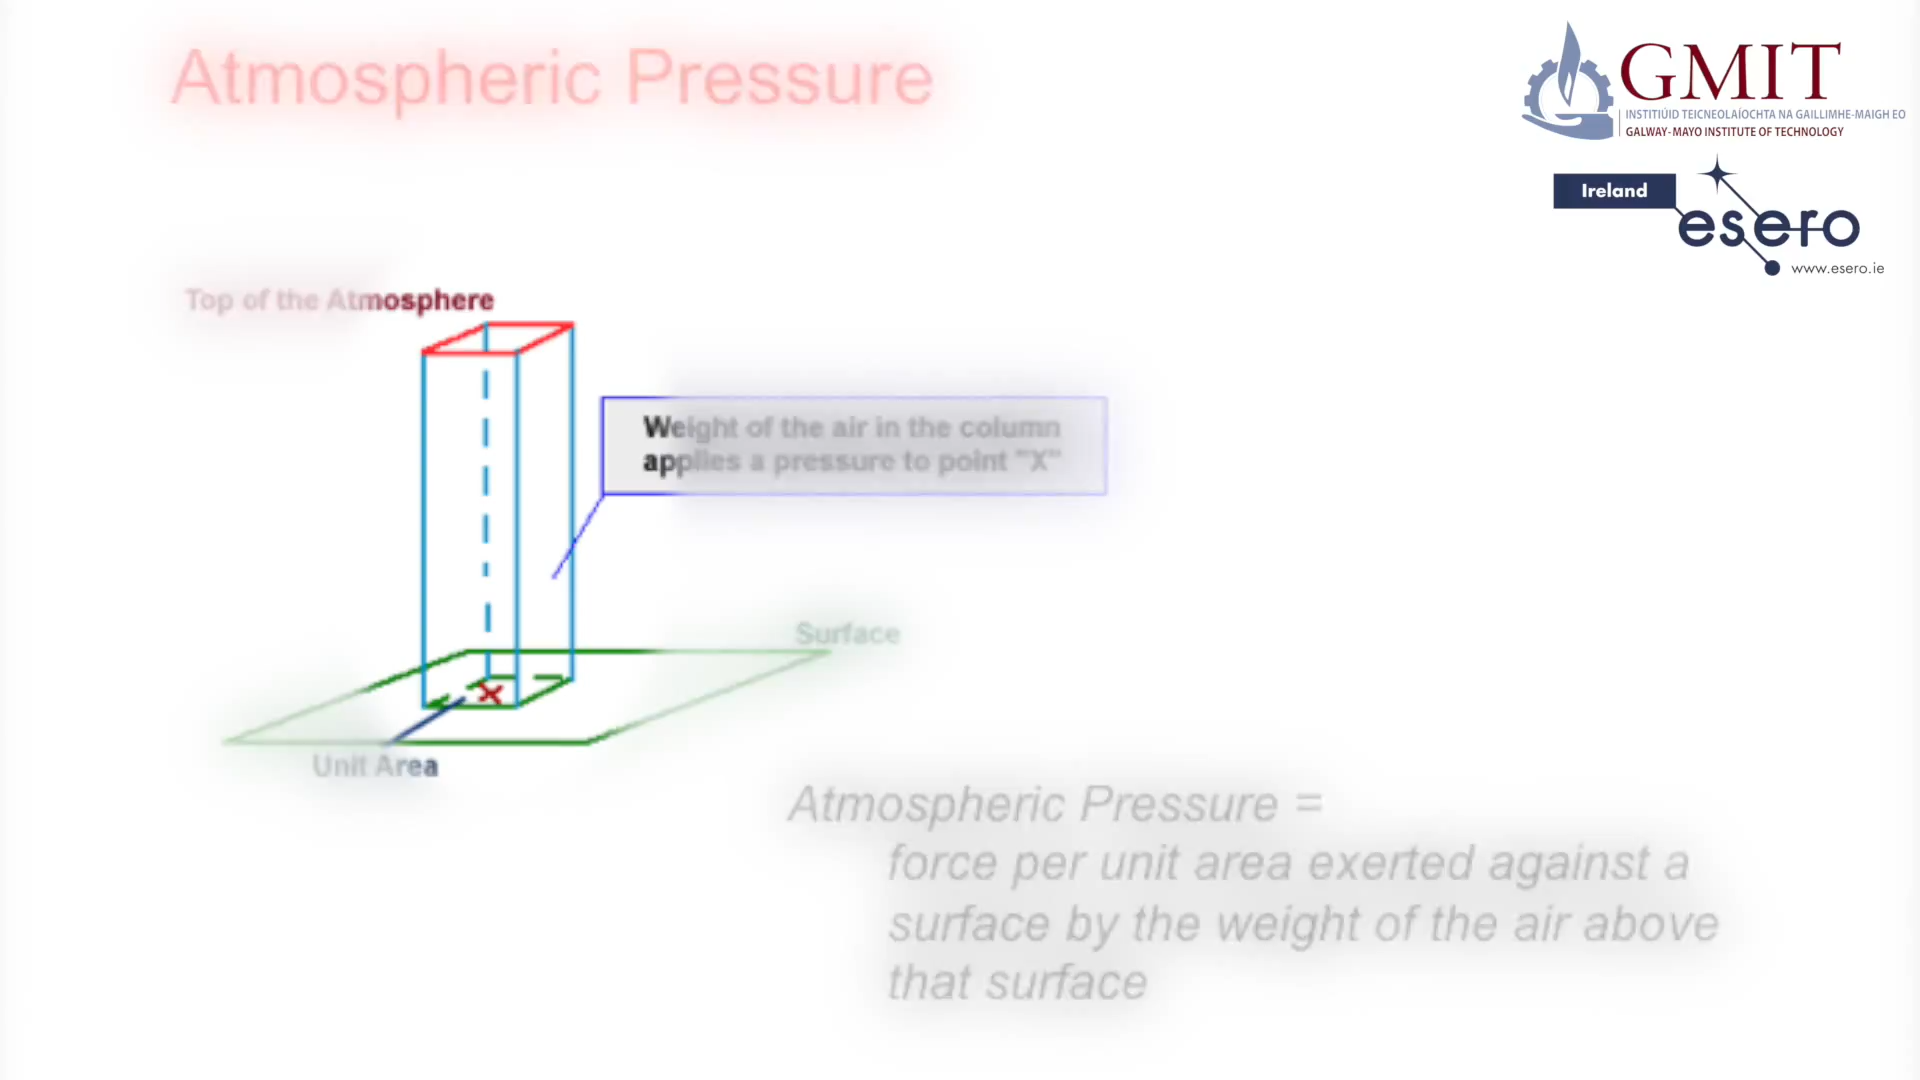 Atmospheric Pressure
GMIT
INSTITIÚID TEICNEOLAÍOCHTA NA GAILLIMHE-MAIGH EO
GALWAY-MAYO INSTITUTE OF TECHNOLOGY
Ireland
esero
www.esero.ie
Top of the Atmosphere
Weight of the air in the column
applies a pressure to point "X"
Surface
X
Unit Area
Atmospheric Pressure =
force per unit area exerted against a
surface by the weight of the air above
that surface